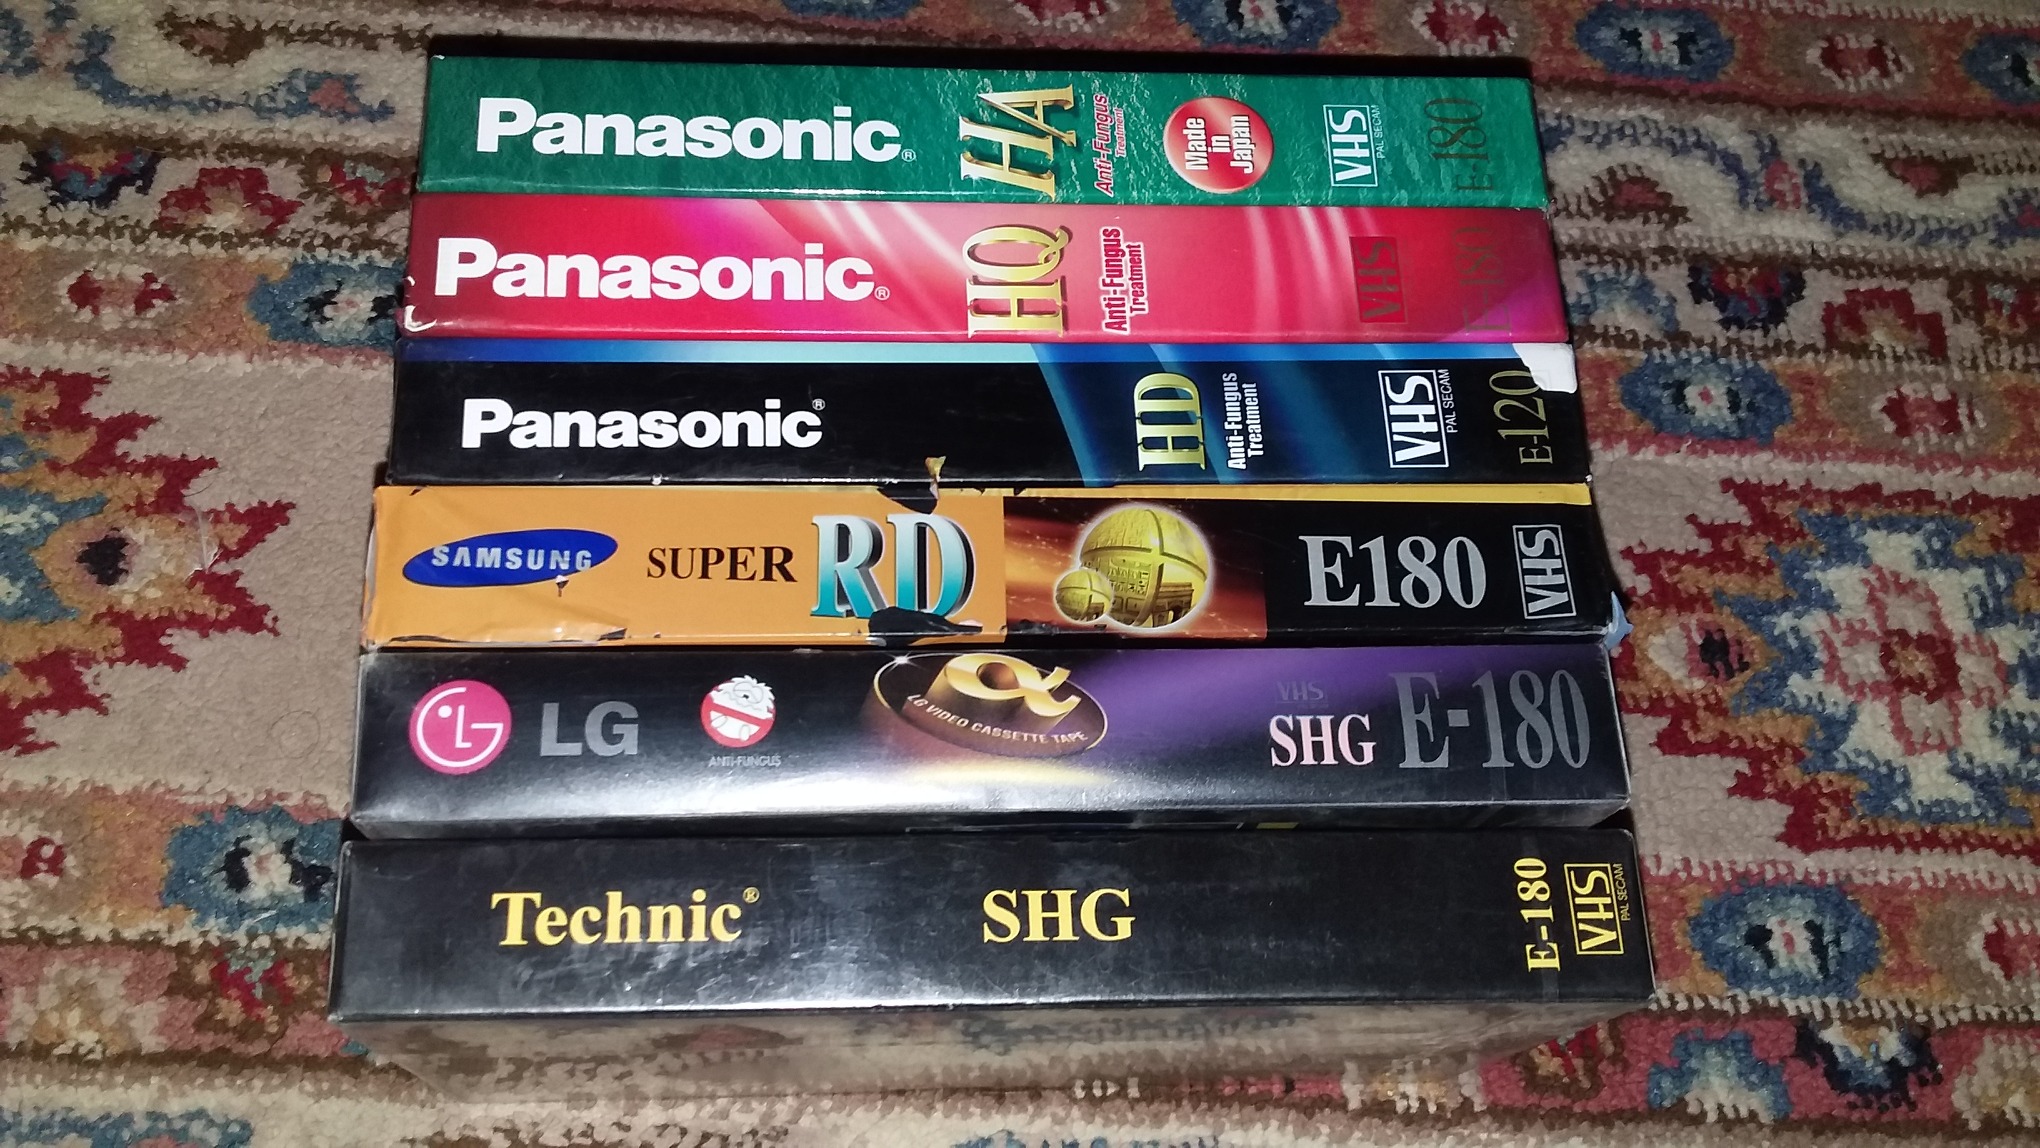 Panasonic®
HA
Anti-Fungus
Treatment
Made
in
Japan
VHS
PAL SECAM
E-180
Panasonic®
HQ
Anti-Fungus
Treatment
VHS
E-180
Panasonic®
HD
Anti-Fungus
Treatment
VHS
PAL SECAM
E-120
SAMSUNG
SUPER RD
E180
VHS
LG
LG
ANTI-FUNGUS
Q
LG VIDEO CASSETTE TAPE
VHS
SHG
E-180
Technic®
SHG
E-180
VHS
PAL SECAM